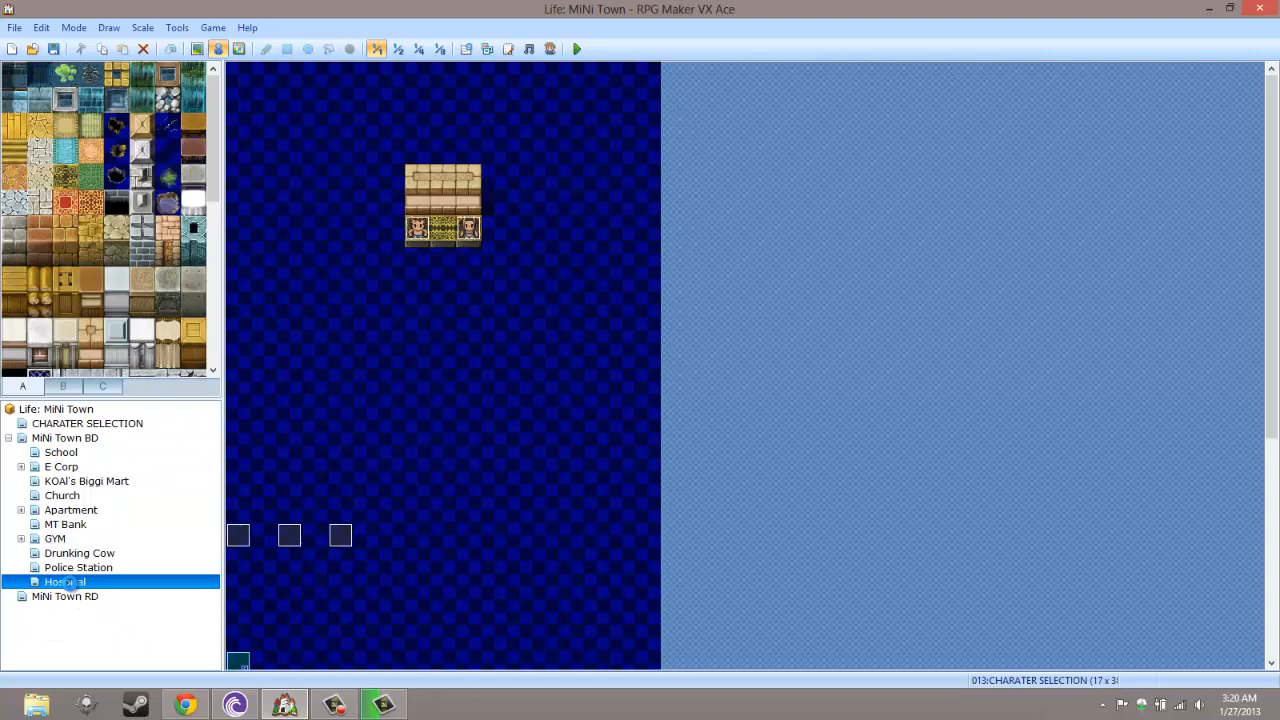 Life: MiNi Town - RPG Maker VX Ace
File Edit Mode Draw Scale Tools Game Help
A B C
Life: MiNi Town
CHARATER SELECTION
MiNi Town BD
School
E Corp
KOAl's Biggi Mart
Church
Apartment
MT Bank
GYM
Drunking Cow
Police Station
Hospital
MiNi Town RD
013:CHARATER SELECTION (17 x 3
3:20 AM
1/27/2013